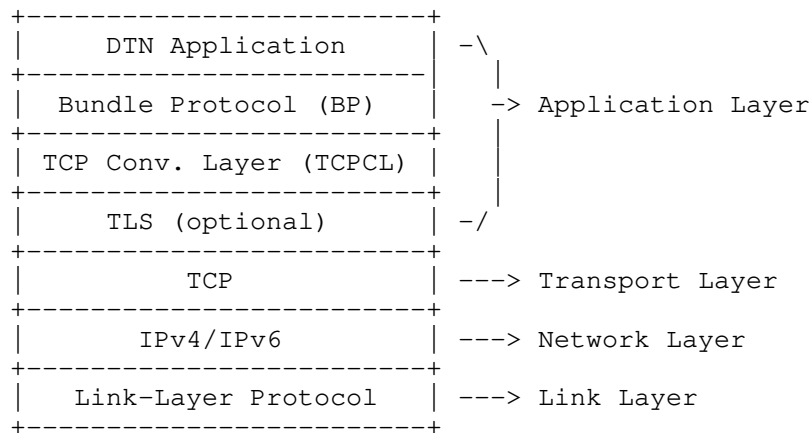 DTN Application
Bundle Protocol (BP) -> Application Layer
TCP Conv. Layer (TCPCL)
TLS (optional)
TCP ---> Transport Layer
IPv4/IPv6 ---> Network Layer
Link-Layer Protocol ---> Link Layer